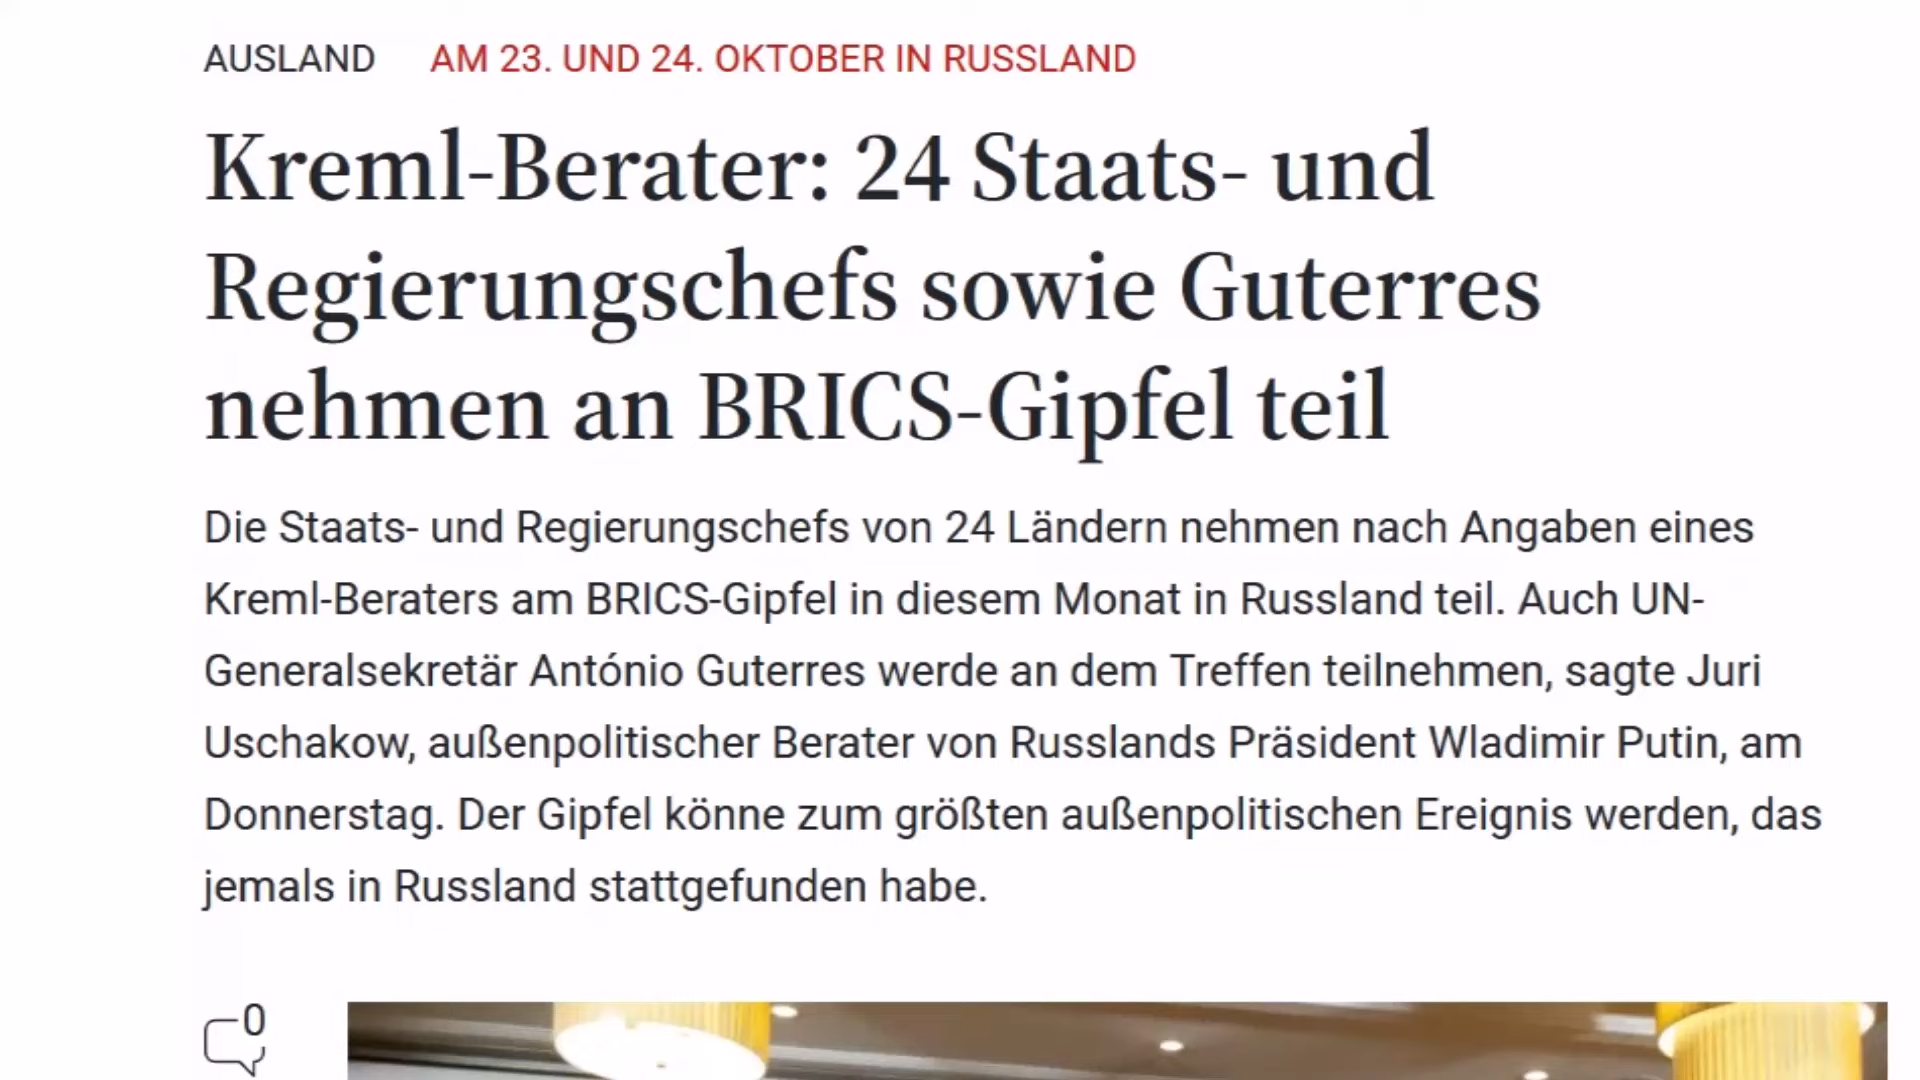 AUSLAND AM 23. UND 24. OKTOBER IN RUSSLAND
Kreml-Berater: 24 Staats- und
Regierungschefs sowie Guterres
nehmen an BRICS-Gipfel teil
Die Staats- und Regierungschefs von 24 Ländern nehmen nach Angaben eines
Kreml-Beraters am BRICS-Gipfel in diesem Monat in Russland teil. Auch UN-
Generalsekretär António Guterres werde an dem Treffen teilnehmen, sagte Juri
Uschakow, außenpolitischer Berater von Russlands Präsident Wladimir Putin, am
Donnerstag. Der Gipfel könne zum größten außenpolitischen Ereignis werden, das
jemals in Russland stattgefunden habe.
0